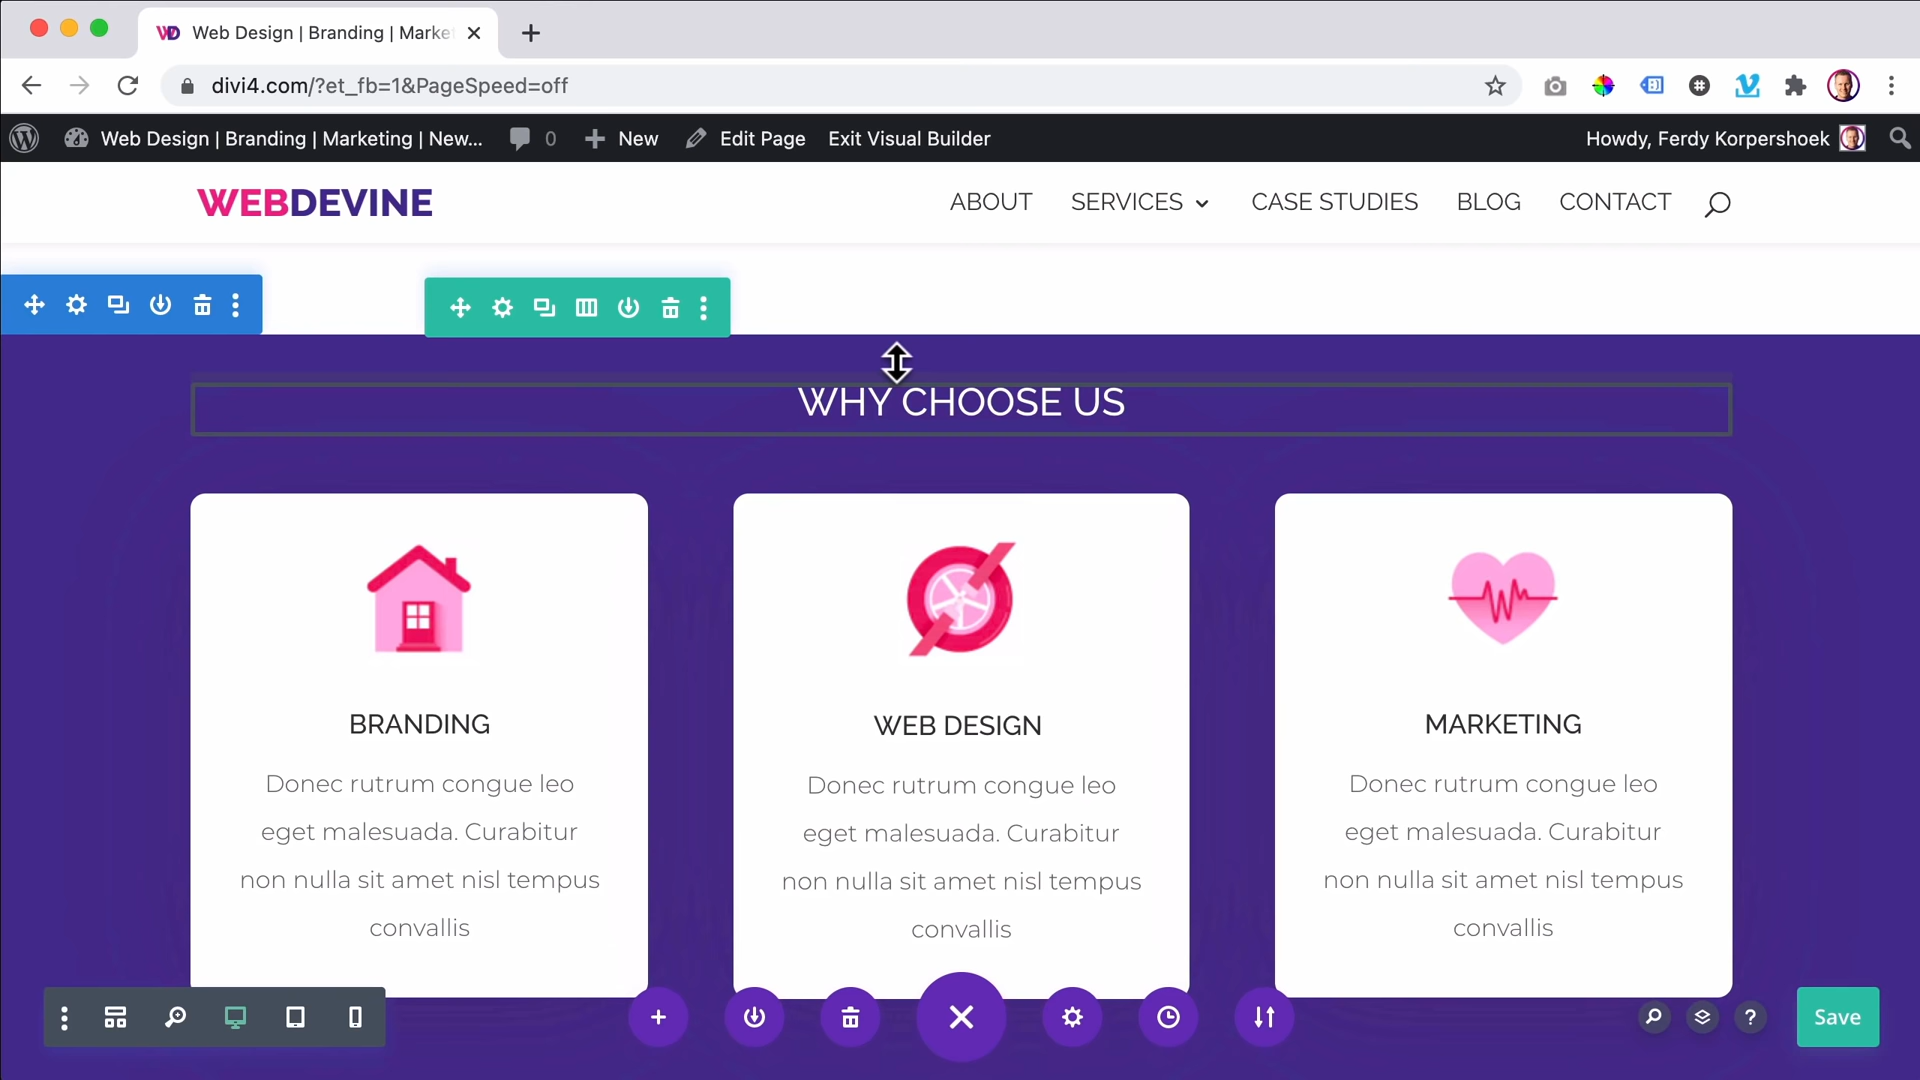 Web Design | Branding | Marke
divi4.com/?et_fb=1&PageSpeed=off
Web Design | Branding | Marketing | New... 0 New Edit Page Exit Visual Builder Howdy, Ferdy Korpershoek
WEBDEVINE ABOUT SERVICES CASE STUDIES BLOG CONTACT
WHY CHOOSE US
BRANDING
Donec rutrum congue leo
eget malesuada. Curabitur
non nulla sit amet nisl tempus
convallis
WEB DESIGN
Donec rutrum congue leo
eget malesuada. Curabitur
non nulla sit amet nisl tempus
convallis
MARKETING
Donec rutrum congue leo
eget malesuada. Curabitur
non nulla sit amet nisl tempus
convallis
Save